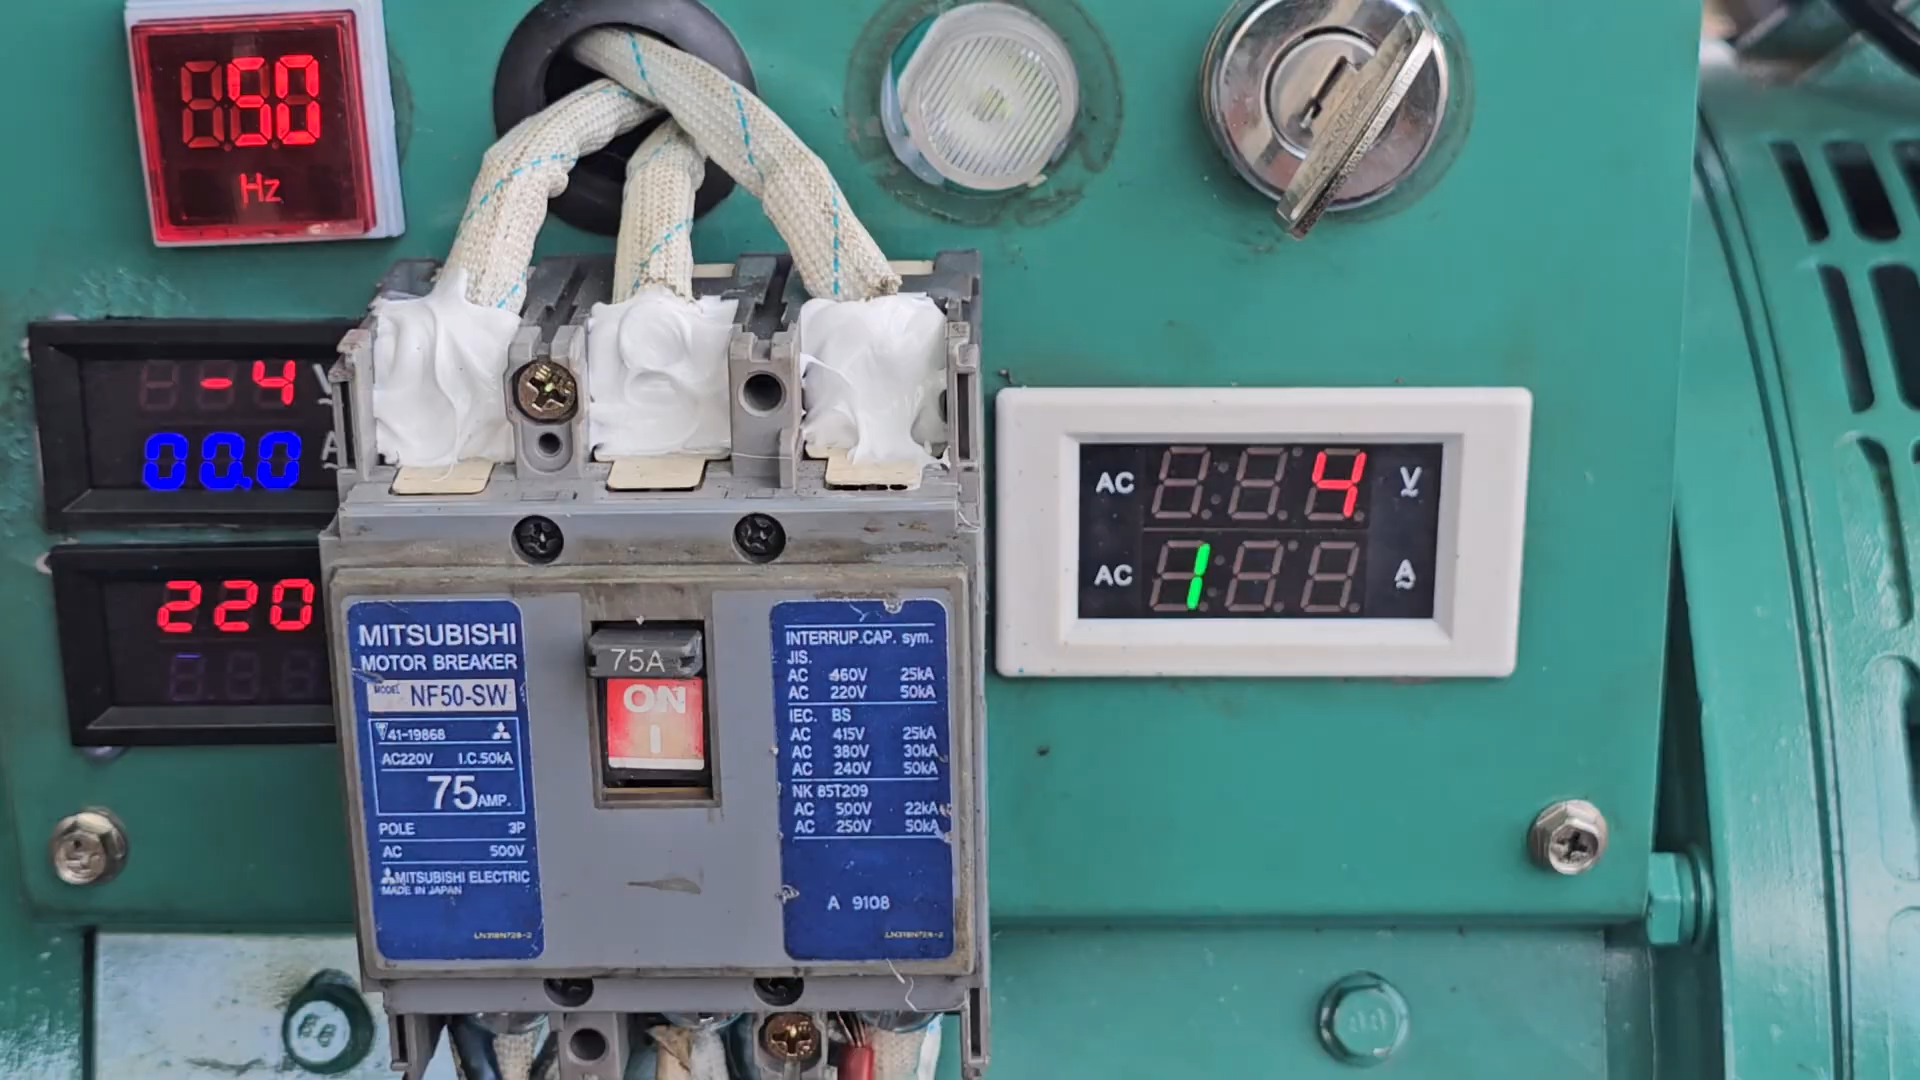 50
Hz
-4 V
00.0 A
220
MITSUBISHI
MOTOR BREAKER
MODEL NF50-SW
41-19868
AC220V I.C.50kA
75 AMP.
POLE 3P
AC 500V
MITSUBISHI ELECTRIC
MADE IN JAPAN
75A
ON
I
INTERRUP.CAP. sym.
JIS.
AC 460V 25kA
AC 220V 50kA
IEC. BS
AC 415V 25kA
AC 380V 30kA
AC 240V 50kA
NK 85T209
AC 500V 22kA
AC 250V 50kA
A 9108
AC 4 V
AC 1 A